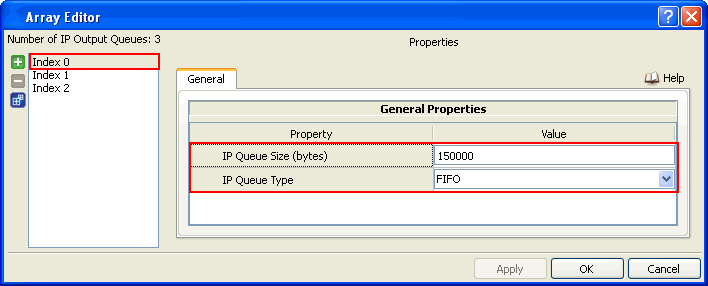 Array Editor
Number of IP Output Queues: 3
Index 0
Index 1
Index 2
Properties
General
Help
General Properties
Property Value
IP Queue Size (bytes) 150000
IP Queue Type FIFO
Apply OK Cancel